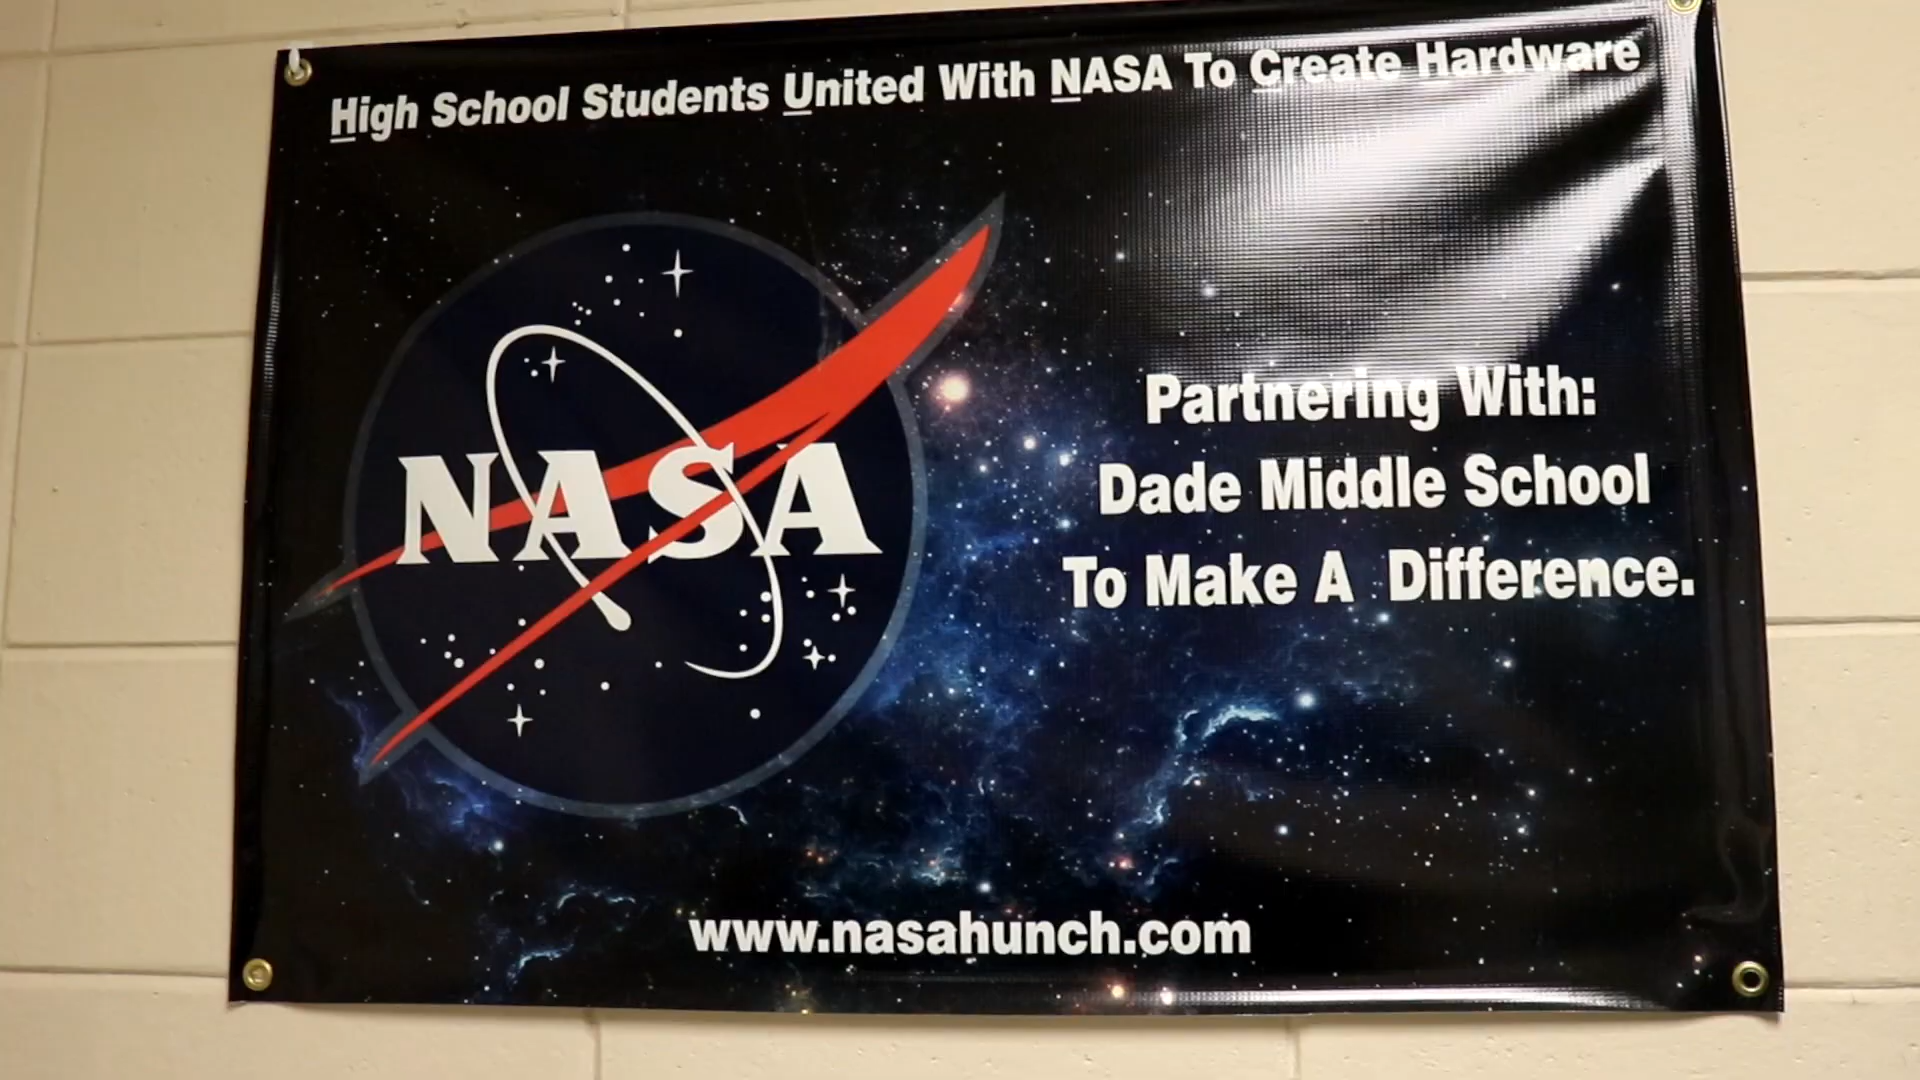 High School Students United With NASA To Create Hardware
NASA
Partnering With:
Dade Middle School
To Make A Difference.
www.nasahunch.com